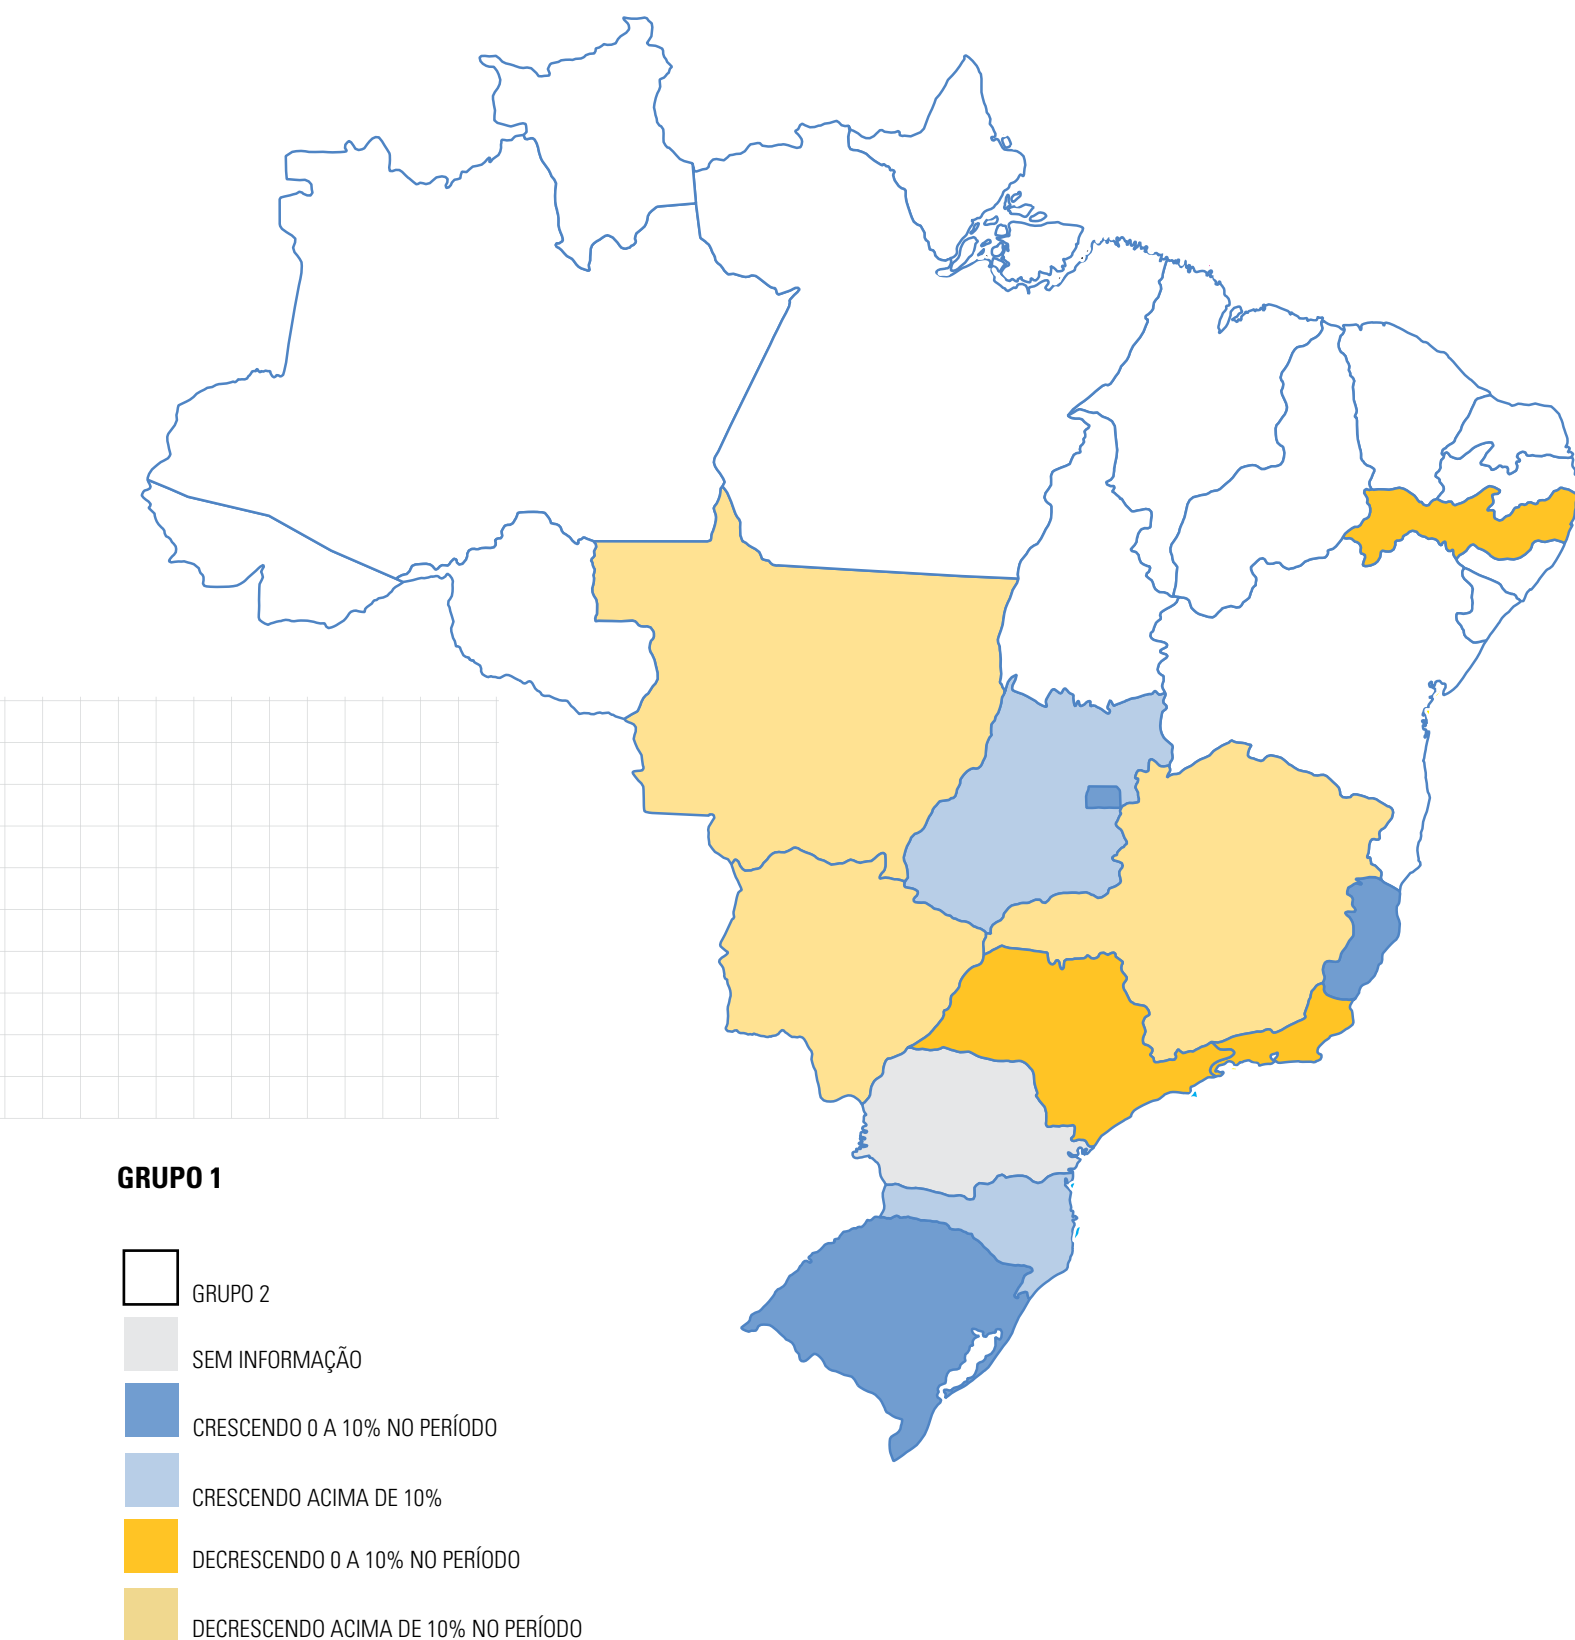 GRUPO 1
GRUPO 2
SEM INFORMAÇÃO
CRESCENDO 0 A 10% NO PERÍODO
CRESCENDO ACIMA DE 10%
DECRESCENDO 0 A 10% NO PERÍODO
DECRESCENDO ACIMA DE 10% NO PERÍODO